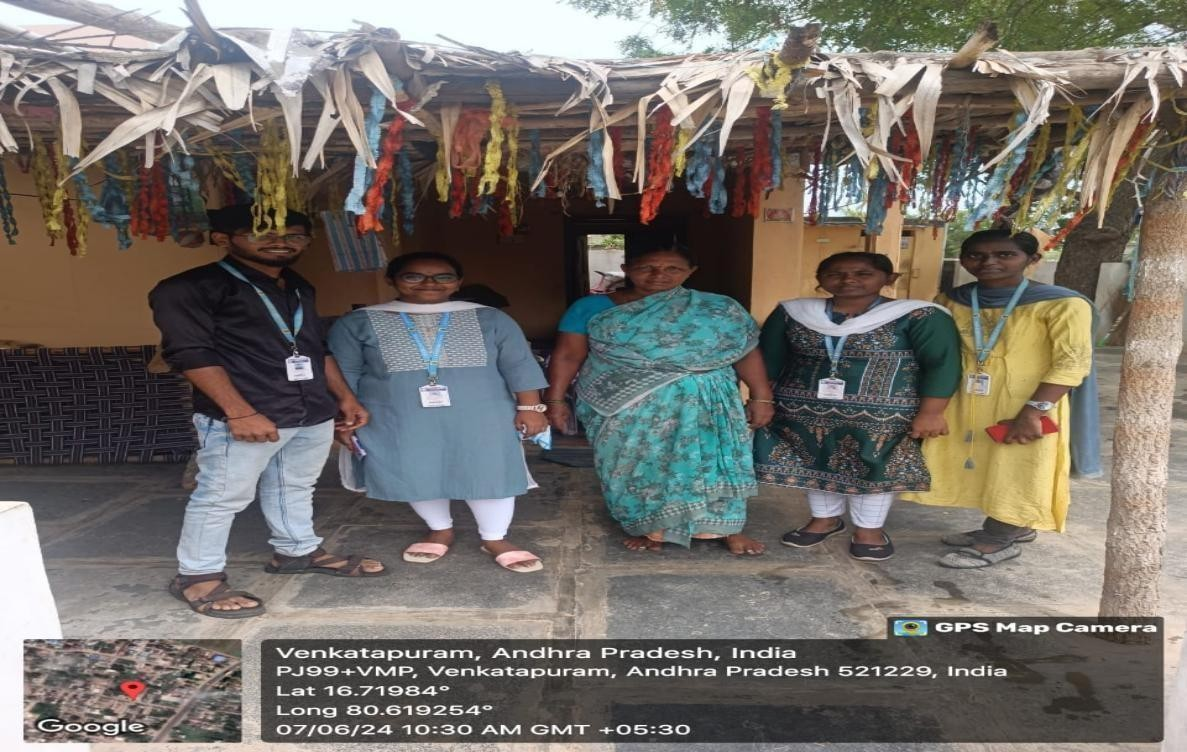 GPS Map Camera
Venkatapuram, Andhra Pradesh, India
PJ99+VMP, Venkatapuram, Andhra Pradesh 521229, India
Lat 16.71984°
Long 80.619254°
07/06/24 10:30 AM GMT +05:30
Google